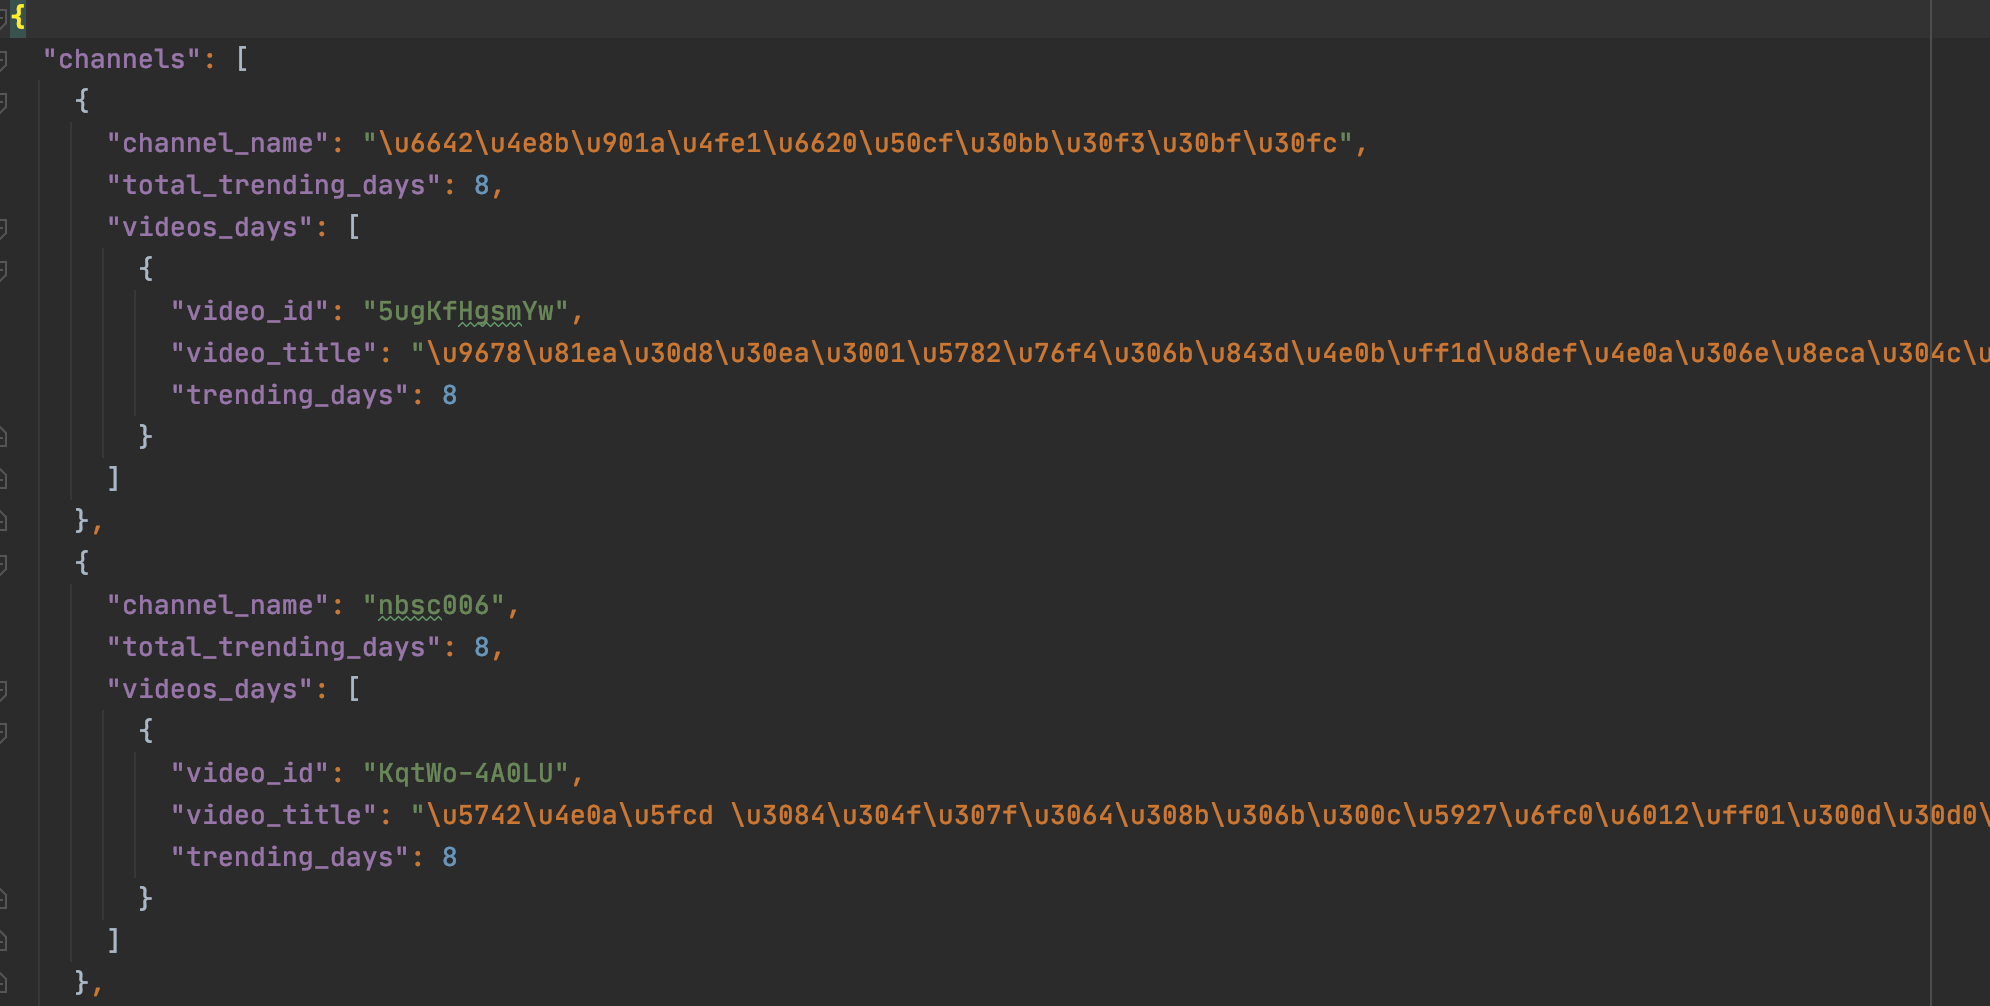 {
"channels": [
{
"channel_name": "\u6642\u4e8b\u901a\u4fe1\u6620\u50cf\u30bb\u30f3\u30bf\u30fc",
"total_trending_days": 8,
"videos_days": [
{
"video_id": "5ugKfHgsmYw",
"video_title": "\u9678\u81ea\u30d8\u30ea\u3001\u5782\u76f4\u306b\u843d\u4e0b\uff1d\u8def\u4e0a\u306e\u8eca\u304c\u
"trending_days": 8
}
]
},
{
"channel_name": "nbsc006",
"total_trending_days": 8,
"videos_days": [
{
"video_id": "KqtWo-4A0LU",
"video_title": "\u5742\u4e0a\u5fcd \u3084\u304f\u307f\u3064\u308b\u306b\u300c\u5927\u6fc0\u6012\uff01\u300d\u30d0\
"trending_days": 8
}
]
},